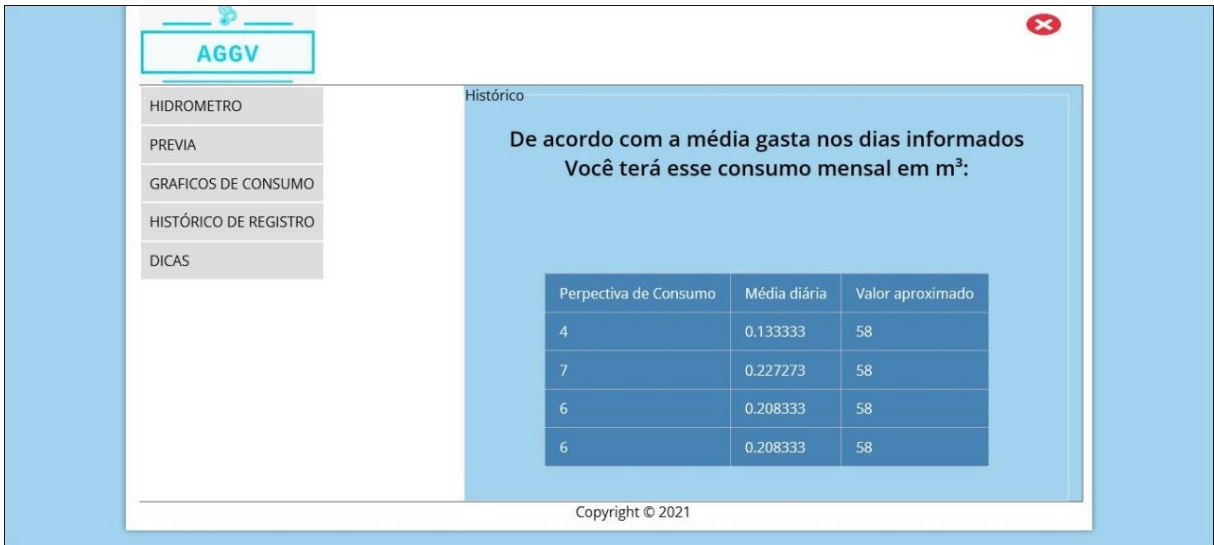 AGGV
HIDROMETRO
PREVIA
GRAFICOS DE CONSUMO
HISTÓRICO DE REGISTRO
DICAS
Histórico
De acordo com a média gasta nos dias informados
Você terá esse consumo mensal em m³:
Perpectiva de Consumo Média diária Valor aproximado
4 0.133333 58
7 0.227273 58
6 0.208333 58
6 0.208333 58
Copyright © 2021